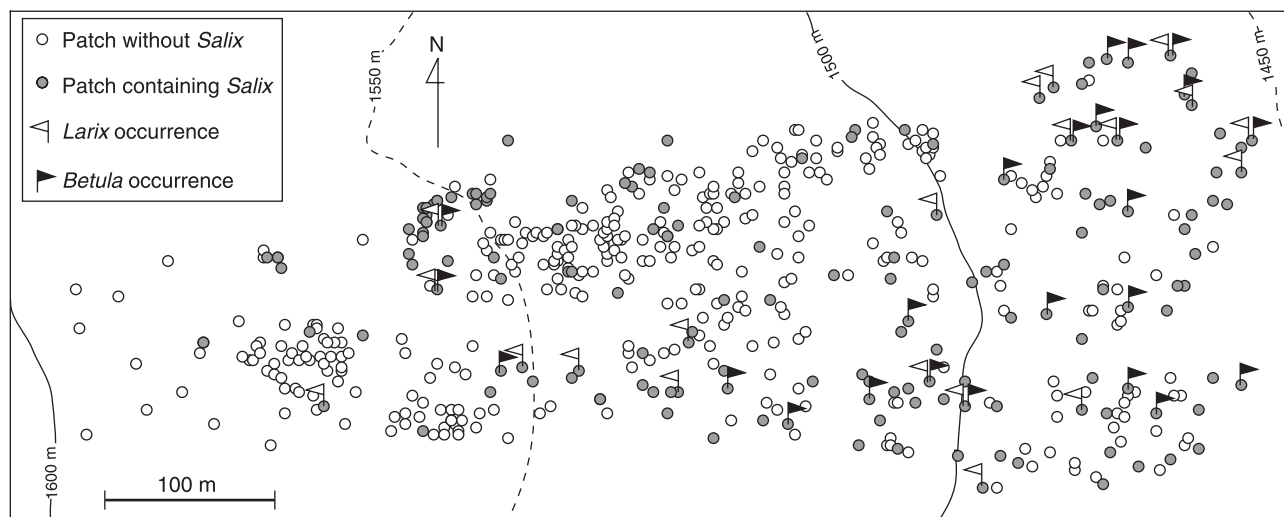 Patch without Salix
Patch containing Salix
Larix occurrence
Betula occurrence
N
1550 m
1500 m
1450 m
1600 m
100 m